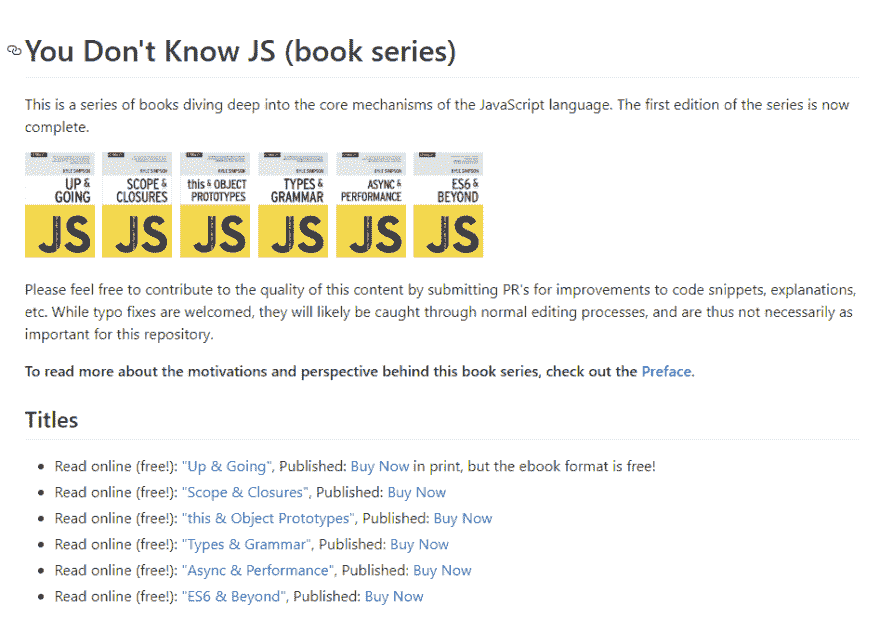 You Don't Know JS (book series)
This is a series of books diving deep into the core mechanisms of the JavaScript language. The first edition of the series is now
complete.
KYLE SIMPSON KYLE SIMPSON KYLE SIMPSON KYLE SIMPSON KYLE SIMPSON KYLE SIMPSON
UP & SCOPE & this & OBJECT TYPES & ASYNC & ES6 &
GOING CLOSURES PROTOTYPES GRAMMAR PERFORMANCE BEYOND
JS JS JS JS JS JS
Please feel free to contribute to the quality of this content by submitting PR's for improvements to code snippets, explanations,
etc. While typo fixes are welcomed, they will likely be caught through normal editing processes, and are thus not necessarily as
important for this repository.
To read more about the motivations and perspective behind this book series, check out the Preface.
Titles
• Read online (free!): "Up & Going", Published: Buy Now in print, but the ebook format is free!
• Read online (free!): "Scope & Closures", Published: Buy Now
• Read online (free!): "this & Object Prototypes", Published: Buy Now
• Read online (free!): "Types & Grammar", Published: Buy Now
• Read online (free!): "Async & Performance", Published: Buy Now
• Read online (free!): "ES6 & Beyond", Published: Buy Now